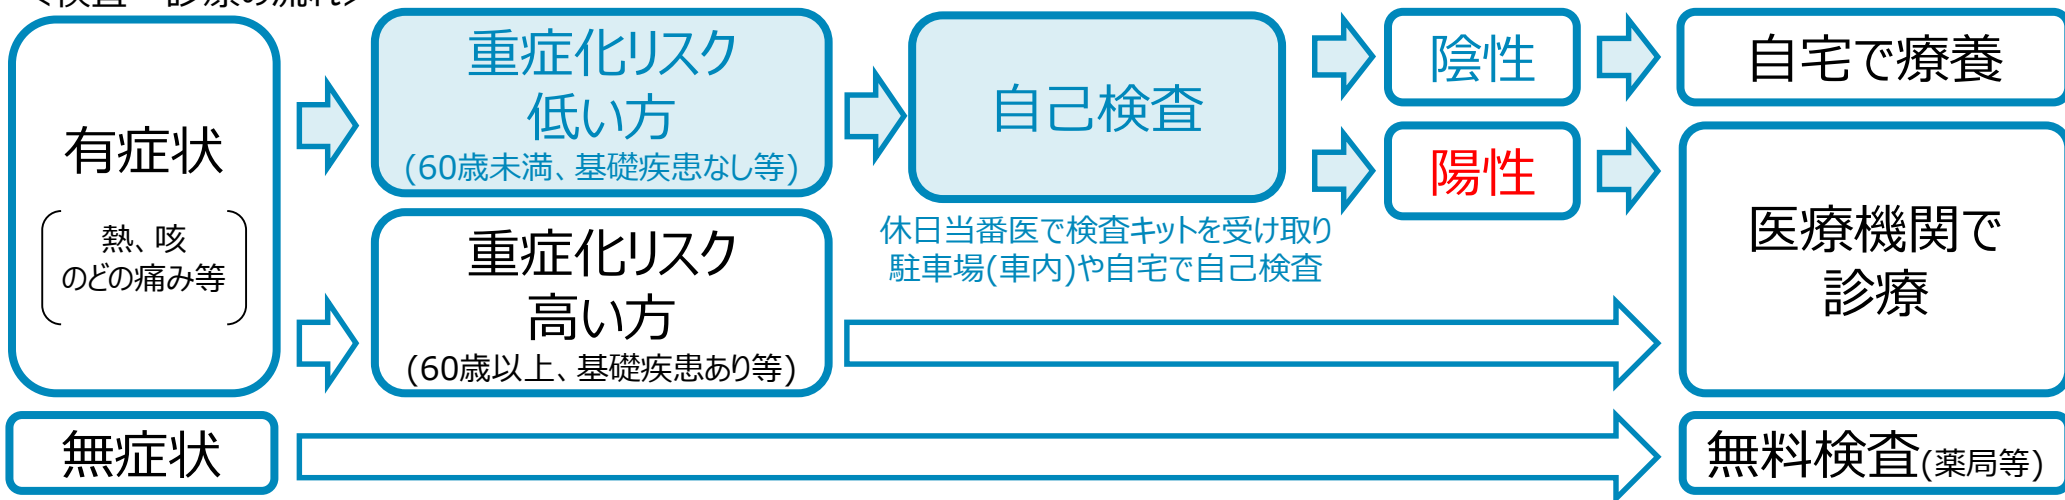 有症状
熱、咳
のどの痛み等
重症化リスク
低い方
(60歳未満、基礎疾患なし等)
自己検査
休日当番医で検査キットを受け取り
駐車場(車内)や自宅で自己検査
陰性
自宅で療養
陽性
医療機関で
診療
重症化リスク
高い方
(60歳以上、基礎疾患あり等)
無症状
無料検査(薬局等)